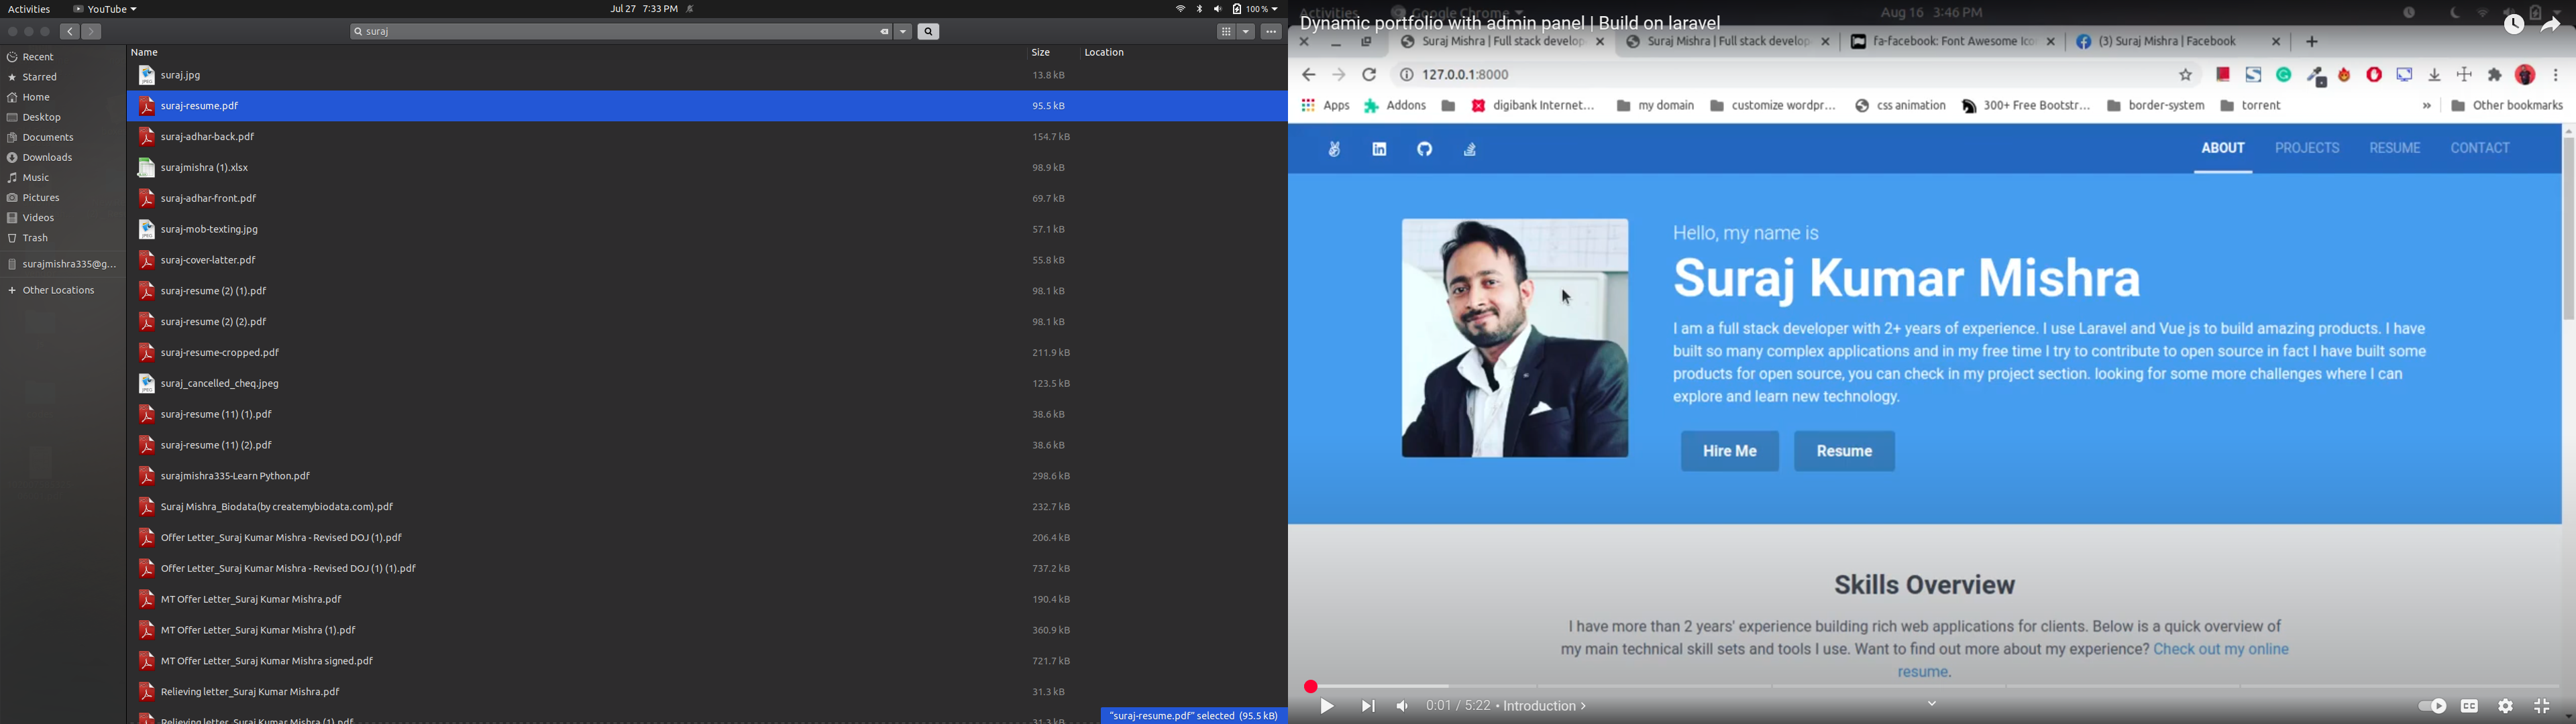 Activities YouTube Jul 27 7:33 PM 100 %
suraj
Name Size Location
Recent
Starred
Home
Desktop
Documents
Downloads
Music
Pictures
Videos
Trash
surajmishra335@g...
Other Locations
suraj.jpg 13.8 kB
suraj-resume.pdf 95.5 kB
suraj-adhar-back.pdf 154.7 kB
surajmishra (1).xlsx 98.9 kB
suraj-adhar-front.pdf 69.7 kB
suraj-mob-texting.jpg 57.1 kB
suraj-cover-latter.pdf 55.8 kB
suraj-resume (2) (1).pdf 98.1 kB
suraj-resume (2) (2).pdf 98.1 kB
suraj-resume-cropped.pdf 211.9 kB
suraj_cancelled_cheq.jpeg 123.5 kB
suraj-resume (11) (1).pdf 38.6 kB
suraj-resume (11) (2).pdf 38.6 kB
surajmishra335-Learn Python.pdf 298.6 kB
Suraj Mishra_Biodata(by createmybiodata.com).pdf 232.7 kB
Offer Letter_Suraj Kumar Mishra - Revised DOJ (1).pdf 206.4 kB
Offer Letter_Suraj Kumar Mishra - Revised DOJ (1) (1).pdf 737.2 kB
MT Offer Letter_Suraj Kumar Mishra.pdf 190.4 kB
MT Offer Letter_Suraj Kumar Mishra (1).pdf 360.9 kB
MT Offer Letter_Suraj Kumar Mishra signed.pdf 721.7 kB
Relieving letter_Suraj Kumar Mishra.pdf 31.3 kB
Relieving letter_Suraj Kumar Mishra (1).pdf 31.3 kB
"suraj-resume.pdf" selected (95.5 kB)
Activities Google Chrome Aug 16 3:46 PM
Dynamic portfolio with admin panel | Build on laravel
Suraj Mishra | Full stack develop Suraj Mishra | Full stack develop fa-facebook: Font Awesome Ico (3) Suraj Mishra | Facebook
127.0.0.1:8000
Apps Addons digibank Internet... my domain customize wordpr... css animation 300+ Free Bootstr... border-system torrent » Other bookmarks
ABOUT PROJECTS RESUME CONTACT
Hello, my name is
Suraj Kumar Mishra
I am a full stack developer with 2+ years of experience. I use Laravel and Vue js to build amazing products. I have
built so many complex applications and in my free time I try to contribute to open source in fact I have built some
products for open source, you can check in my project section. looking for some more challenges where I can
explore and learn new technology.
Hire Me Resume
Skills Overview
I have more than 2 years' experience building rich web applications for clients. Below is a quick overview of
my main technical skill sets and tools I use. Want to find out more about my experience? Check out my online
resume.
0:01 / 5:22 • Introduction
CC